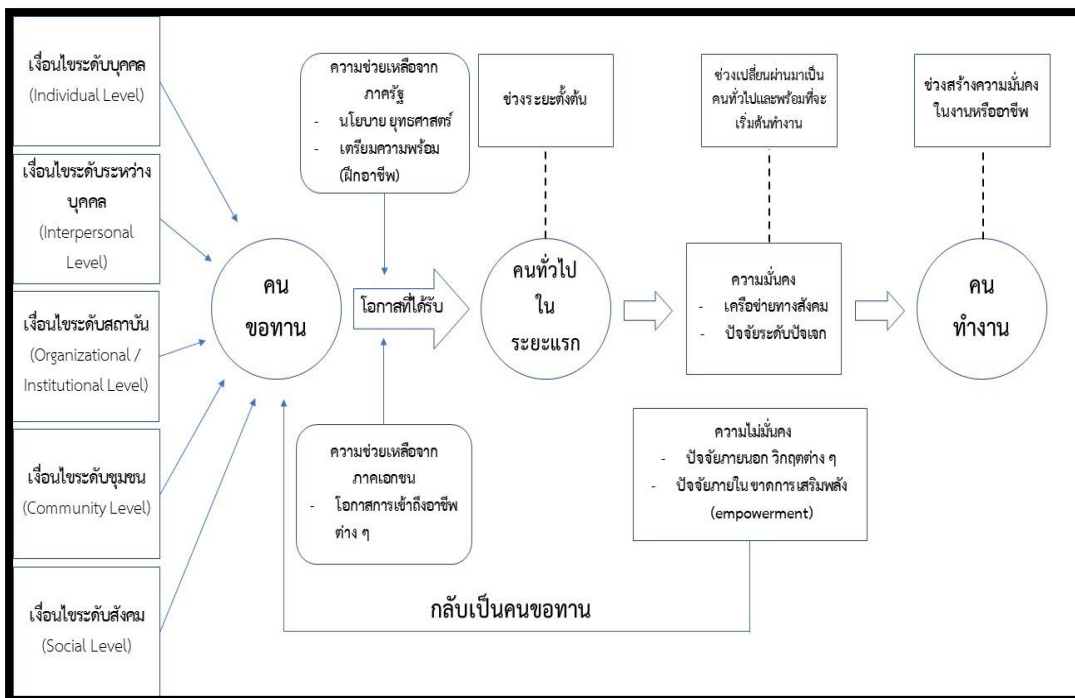 เงื่อนไขระดับบุคคล
(Individual Level)
เงื่อนไขระดับระหว่าง
บุคคล
(Interpersonal
Level)
เงื่อนไขระดับสถาบัน
(Organizational /
Institutional Level)
เงื่อนไขระดับชุมชน
(Community Level)
เงื่อนไขระดับสังคม
(Social Level)
คน
ขอทาน
ความช่วยเหลือจาก
ภาครัฐ
- นโยบาย ยุทธศาสตร์
- เตรียมความพร้อม
(ฝึกอาชีพ)
โอกาสที่ได้รับ
ความช่วยเหลือจาก
ภาคเอกชน
- โอกาสการเข้าถึงอาชีพ
ต่าง ๆ
ช่วงระยะตั้งต้น
คนทั่วไป
ใน
ระยะแรก
ช่วงเปลี่ยนผ่านมาเป็น
คนทั่วไปและพร้อมที่จะ
เริ่มต้นทำงาน
ความมั่นคง
- เครือข่ายทางสังคม
- ปัจจัยระดับปัจเจก
ความไม่มั่นคง
- ปัจจัยภายนอก วิกฤตต่าง ๆ
- ปัจจัยภายใน ขาดการเสริมพลัง
(empowerment)
ช่วงสร้างความมั่นคง
ในงานหรืออาชีพ
คน
ทำงาน
กลับเป็นคนขอทาน